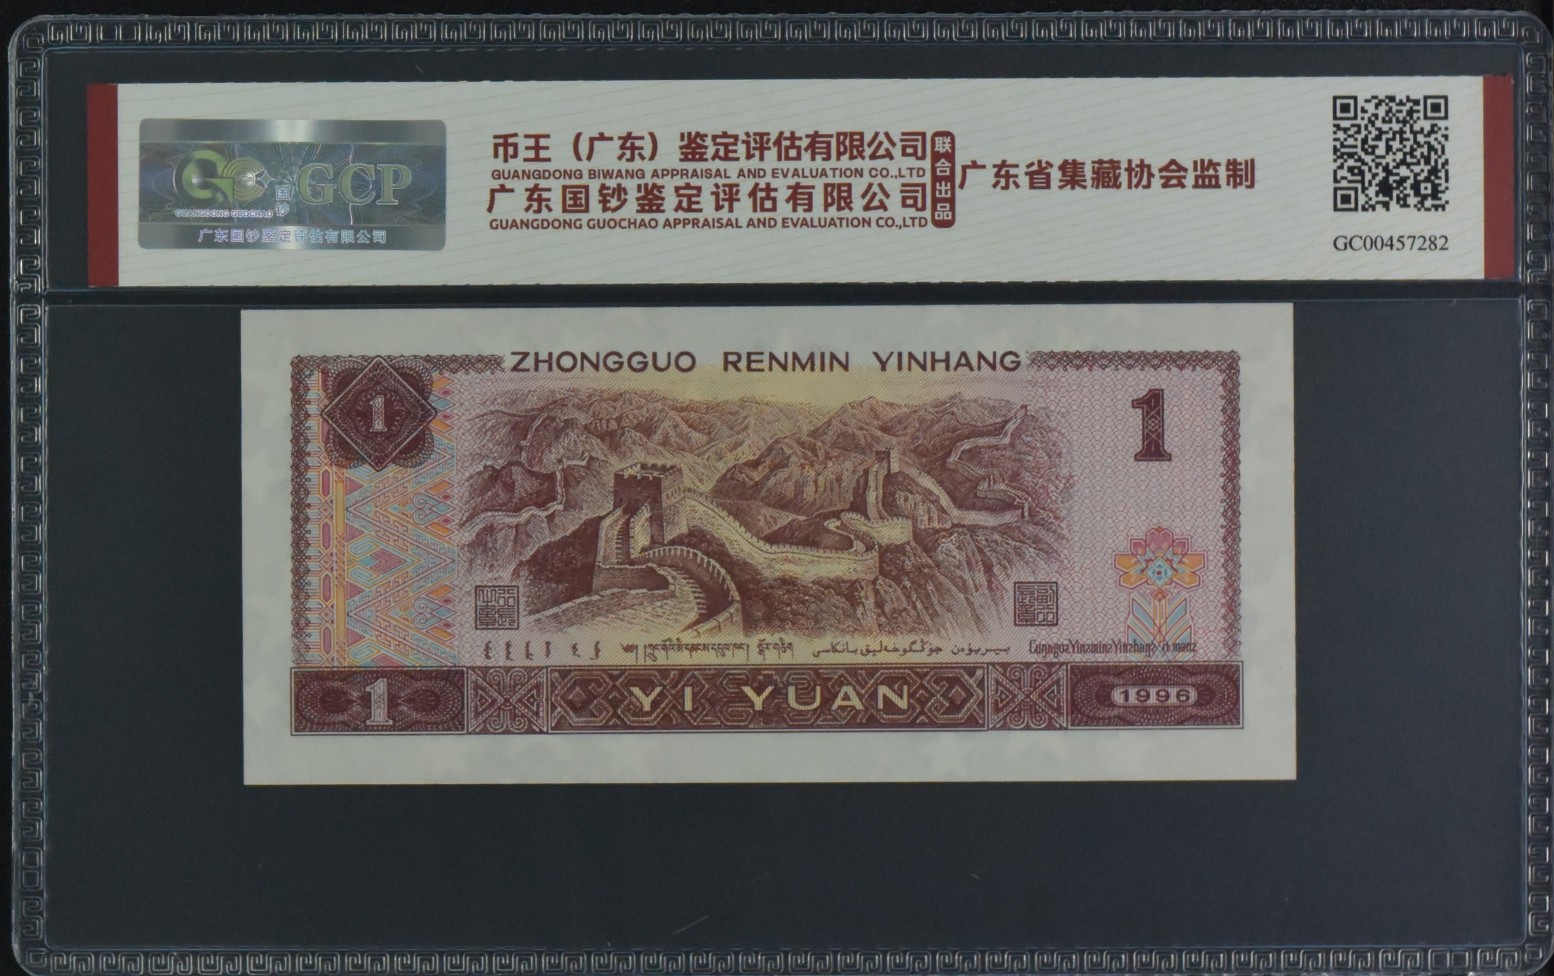 币王（广东）鉴定评估有限公司
GUANGDONG BIWANG APPRAISAL AND EVALUATION CO.,LTD
广东国钞鉴定评估有限公司
GUANGDONG GUOCHAO APPRAISAL AND EVALUATION CO.,LTD
联合出品
广东省集藏协会监制
GC00457282
国钞
GCP
GUANGDONG GUOCHAO
广东国钞鉴定评估有限公司
ZHONGGUO RENMIN YINHANG
1
1
1
YI YUAN
1996